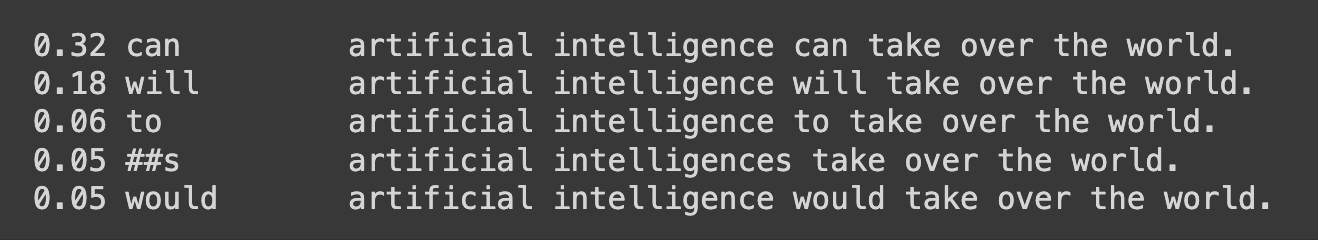 0.32 can         artificial intelligence can take over the world.
0.18 will        artificial intelligence will take over the world.
0.06 to          artificial intelligence to take over the world.
0.05 ##s         artificial intelligences take over the world.
0.05 would       artificial intelligence would take over the world.